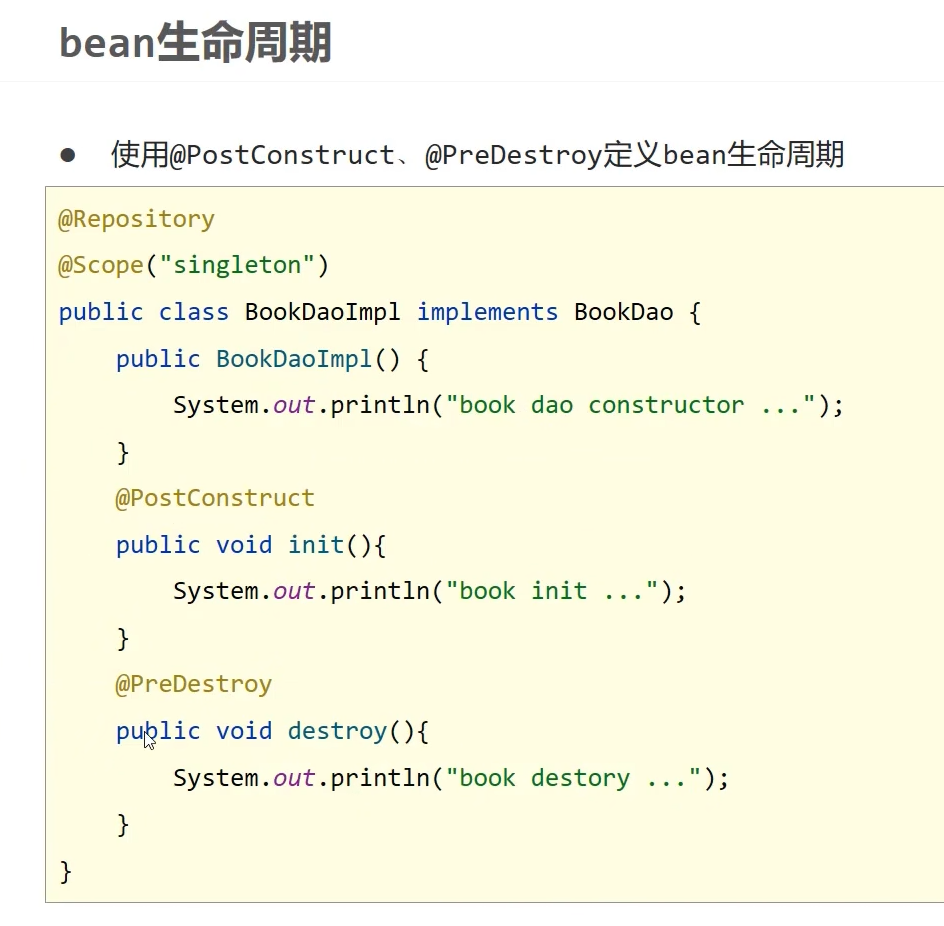 bean生命周期
● 使用@PostConstruct、@PreDestroy定义bean生命周期
@Repository
@Scope("singleton")
public class BookDaoImpl implements BookDao {
    public BookDaoImpl() {
        System.out.println("book dao constructor ...");
    }
    @PostConstruct
    public void init(){
        System.out.println("book init ...");
    }
    @PreDestroy
    public void destroy(){
        System.out.println("book destory ...");
    }
}